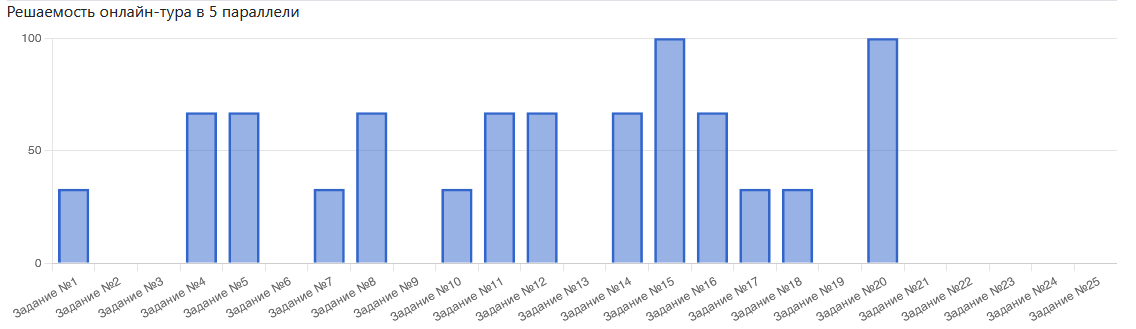 Решаемость онлайн-тура в 5 параллели
100
50
0
Задание №1
Задание №2
Задание №3
Задание №4
Задание №5
Задание №6
Задание №7
Задание №8
Задание №9
Задание №10
Задание №11
Задание №12
Задание №13
Задание №14
Задание №15
Задание №16
Задание №17
Задание №18
Задание №19
Задание №20
Задание №21
Задание №22
Задание №23
Задание №24
Задание №25